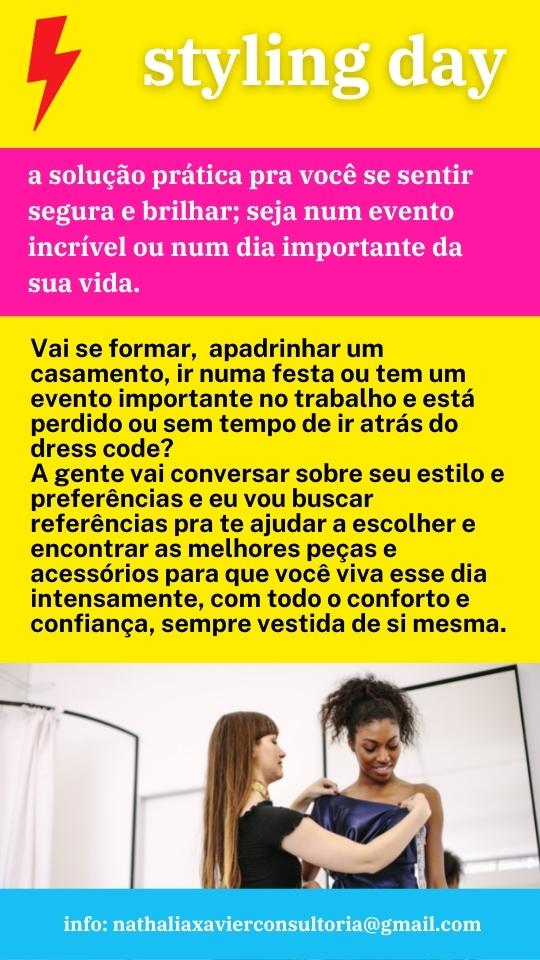 styling day
a solução prática pra você se sentir
segura e brilhar; seja num evento
incrível ou num dia importante da
sua vida.
Vai se formar,  apadrinhar um
casamento, ir numa festa ou tem um
evento importante no trabalho e está
perdido ou sem tempo de ir atrás do
dress code?
A gente vai conversar sobre seu estilo e
preferências e eu vou buscar
referências pra te ajudar a escolher e
encontrar as melhores peças e
acessórios para que você viva esse dia
intensamente, com todo o conforto e
confiança, sempre vestida de si mesma.
info: nathaliaxavierconsultoria@gmail.com